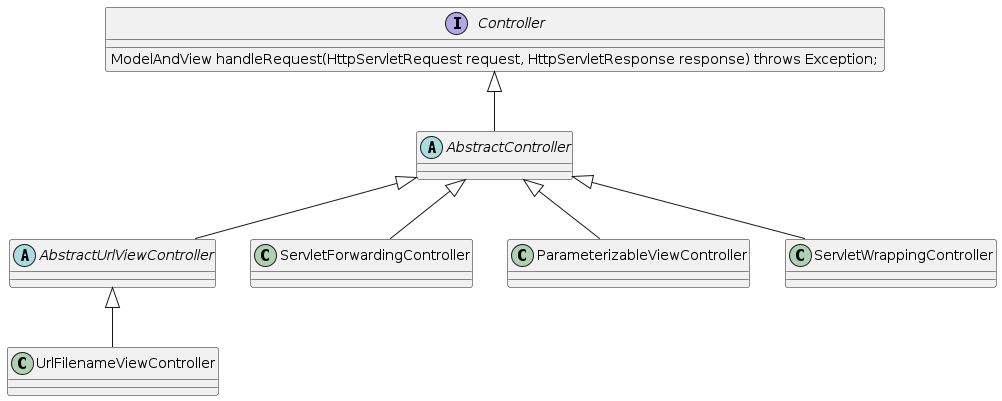 I Controller
ModelAndView handleRequest(HttpServletRequest request, HttpServletResponse response) throws Exception;
A AbstractController
A AbstractUrlViewController
C ServletForwardingController
C ParameterizableViewController
C ServletWrappingController
C UrlFilenameViewController